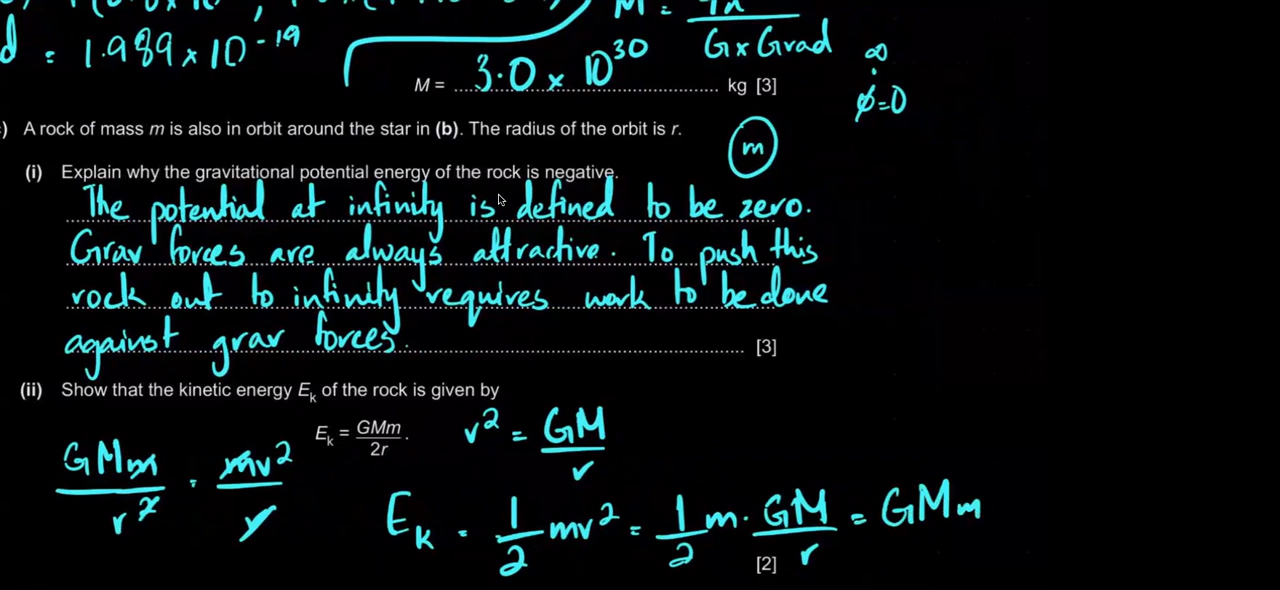 d = 1.989 × 10^-19
M = 3.0 × 10^30 kg [3]
G × Grad
∞
φ=0
A rock of mass m is also in orbit around the star in (b). The radius of the orbit is r.
m
(i) Explain why the gravitational potential energy of the rock is negative.
The potential at infinity is defined to be zero.
Grav forces are always attractive. To push this
rock out to infinity requires work to be done
against grav forces.
[3]
(ii) Show that the kinetic energy E_k of the rock is given by
E_k = GMm/2r.
v² = GM/r
GMm/r² = mv²/r
E_k = 1/2 mv² = 1/2 m · GM/r = GMm
[2]